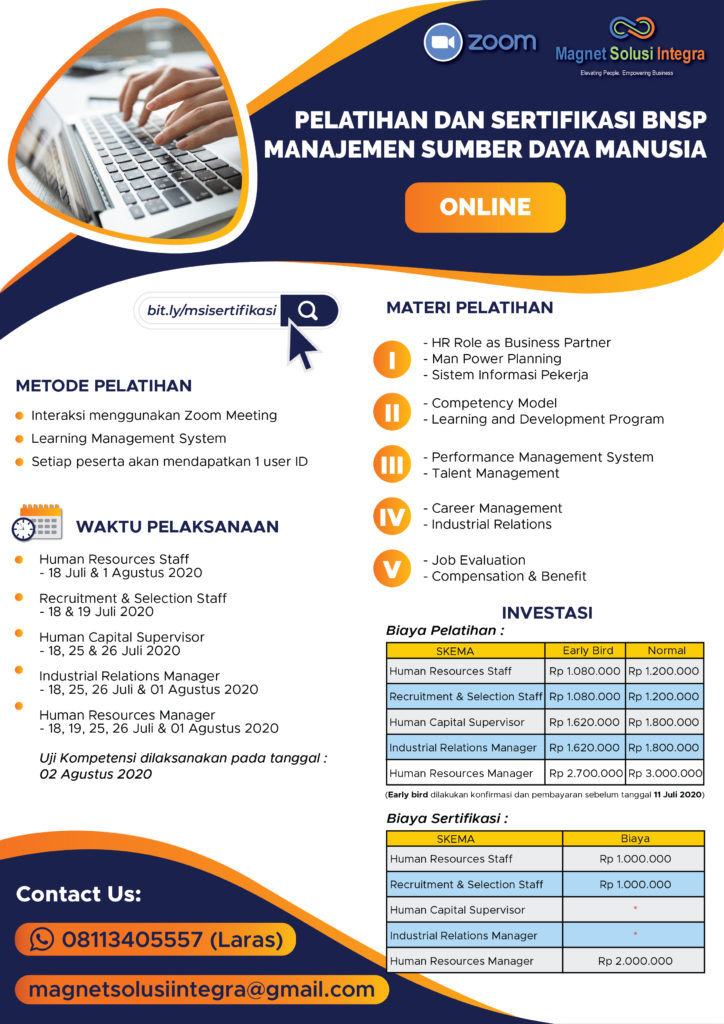 zoom
Magnet Solusi Integra
Elevating People. Empowering Business
PELATIHAN DAN SERTIFIKASI BNSP
MANAJEMEN SUMBER DAYA MANUSIA
ONLINE
bit.ly/msisertifikasi
METODE PELATIHAN
Interaksi menggunakan Zoom Meeting
Learning Management System
Setiap peserta akan mendapatkan 1 user ID
WAKTU PELAKSANAAN
Human Resources Staff
- 18 Juli & 1 Agustus 2020
Recruitment & Selection Staff
- 18 & 19 Juli 2020
Human Capital Supervisor
- 18, 25 & 26 Juli 2020
Industrial Relations Manager
- 18, 25, 26 Juli & 01 Agustus 2020
Human Resources Manager
- 18, 19, 25, 26 Juli & 01 Agustus 2020
Uji Kompetensi dilaksanakan pada tanggal :
02 Agustus 2020
MATERI PELATIHAN
I
- HR Role as Business Partner
- Man Power Planning
- Sistem Informasi Pekerja
II
- Competency Model
- Learning and Development Program
III
- Performance Management System
- Talent Management
IV
- Career Management
- Industrial Relations
V
- Job Evaluation
- Compensation & Benefit
INVESTASI
Biaya Pelatihan :
SKEMA Early Bird Normal
Human Resources Staff Rp 1.080.000 Rp 1.200.000
Recruitment & Selection Staff Rp 1.080.000 Rp 1.200.000
Human Capital Supervisor Rp 1.620.000 Rp 1.800.000
Industrial Relations Manager Rp 1.620.000 Rp 1.800.000
Human Resources Manager Rp 2.700.000 Rp 3.000.000
(Early bird dilakukan konfirmasi dan pembayaran sebelum tanggal 11 Juli 2020)
Biaya Sertifikasi :
SKEMA Biaya
Human Resources Staff Rp 1.000.000
Recruitment & Selection Staff Rp 1.000.000
Human Capital Supervisor *
Industrial Relations Manager *
Human Resources Manager Rp 2.000.000
Contact Us:
08113405557 (Laras)
magnetsolusiintegra@gmail.com